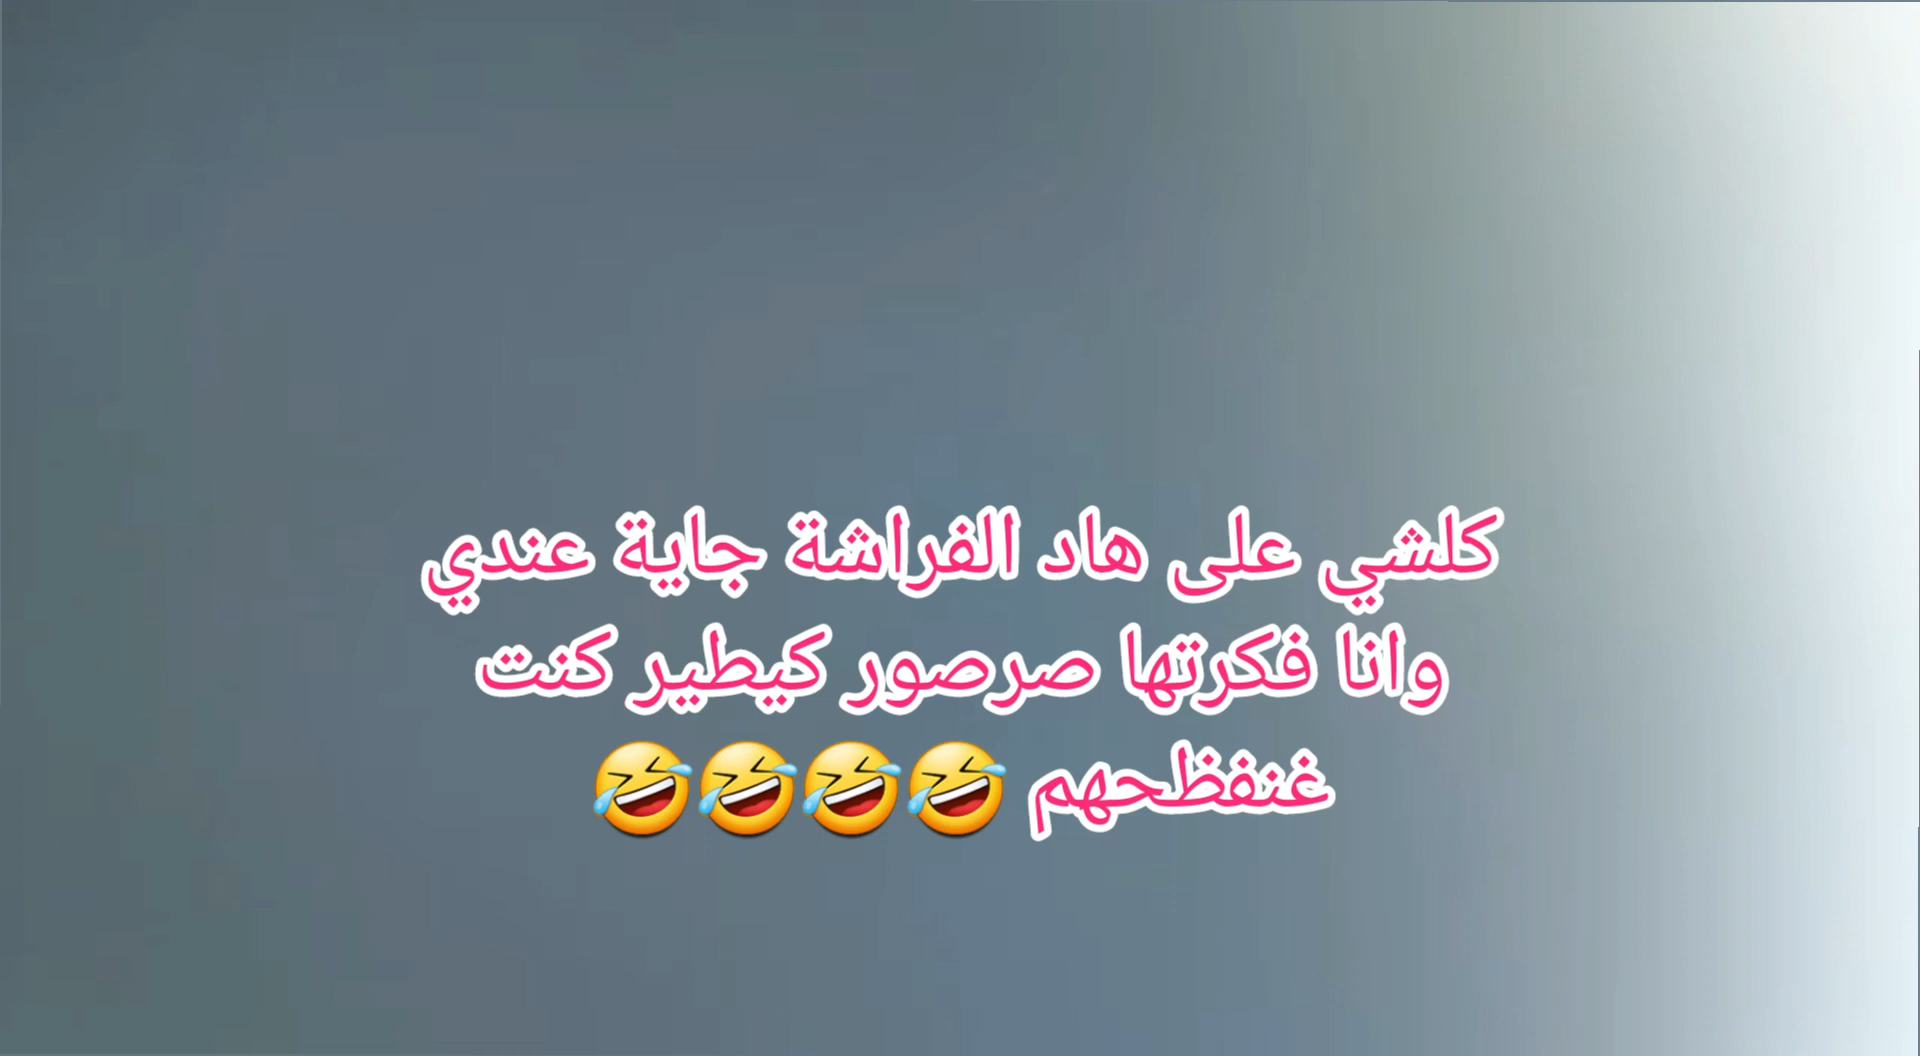 كلشي على هاد الفراشة جاية عندي
وانا فكرتها صرصور كيطير كنت
غنفظحهم 🤣🤣🤣🤣